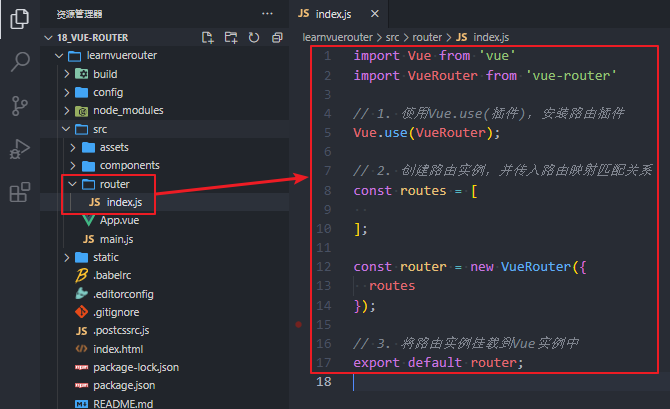 资源管理器
18_VUE-ROUTER
learnvuerouter
build
config
node_modules
src
assets
components
router
JS index.js
App.vue
JS main.js
static
.babelrc
.editorconfig
.gitignore
JS .postcssrc.js
index.html
package-lock.json
package.json
README.md
JS index.js
learnvuerouter > src > router > JS index.js
1 import Vue from 'vue'
2 import VueRouter from 'vue-router'
3
4 // 1. 使用Vue.use(插件), 安装路由插件
5 Vue.use(VueRouter);
6
7 // 2. 创建路由实例, 并传入路由映射匹配关系
8 const routes = [
9
10 ];
11
12 const router = new VueRouter({
13 routes
14 });
15
16 // 3. 将路由实例挂载到Vue实例中
17 export default router;
18